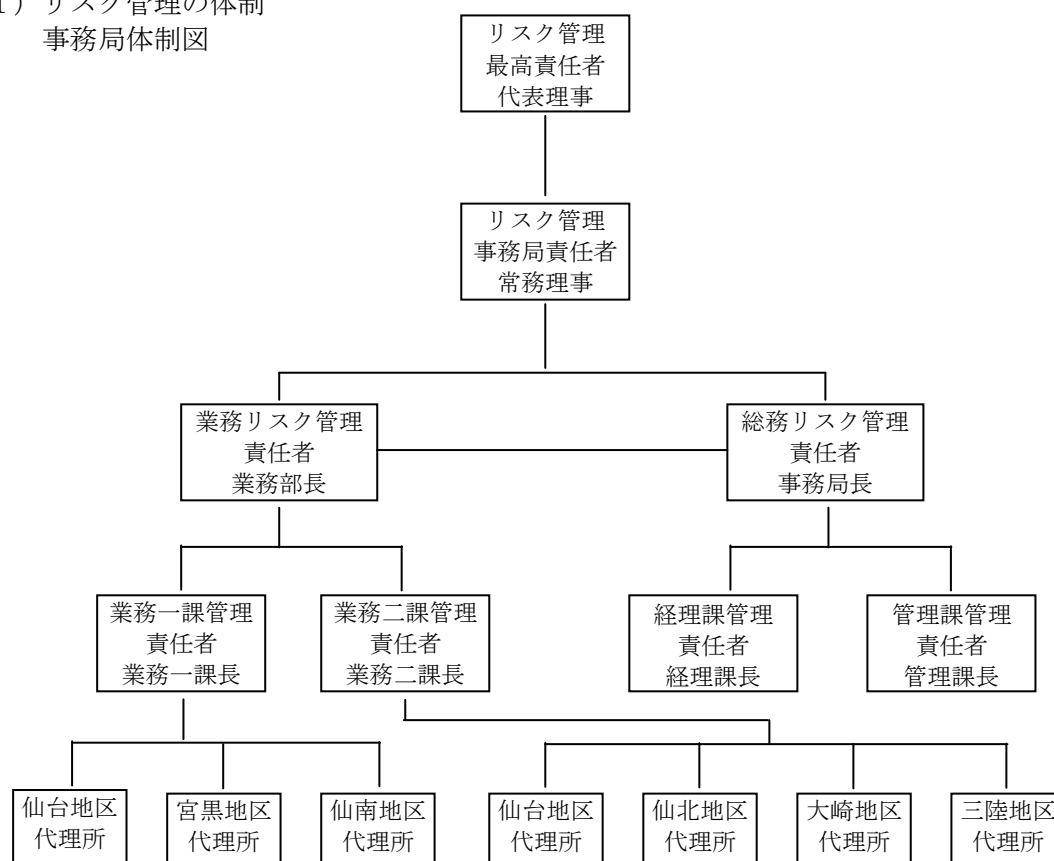 1）リスク管理の体制
事務局体制図
リスク管理
最高責任者
代表理事
リスク管理
事務局責任者
常務理事
業務リスク管理
責任者
業務部長
総務リスク管理
責任者
事務局長
業務一課管理
責任者
業務一課長
業務二課管理
責任者
業務二課長
経理課管理
責任者
経理課長
管理課管理
責任者
管理課長
仙台地区
代理所
宮黒地区
代理所
仙南地区
代理所
仙台地区
代理所
仙北地区
代理所
大崎地区
代理所
三陸地区
代理所